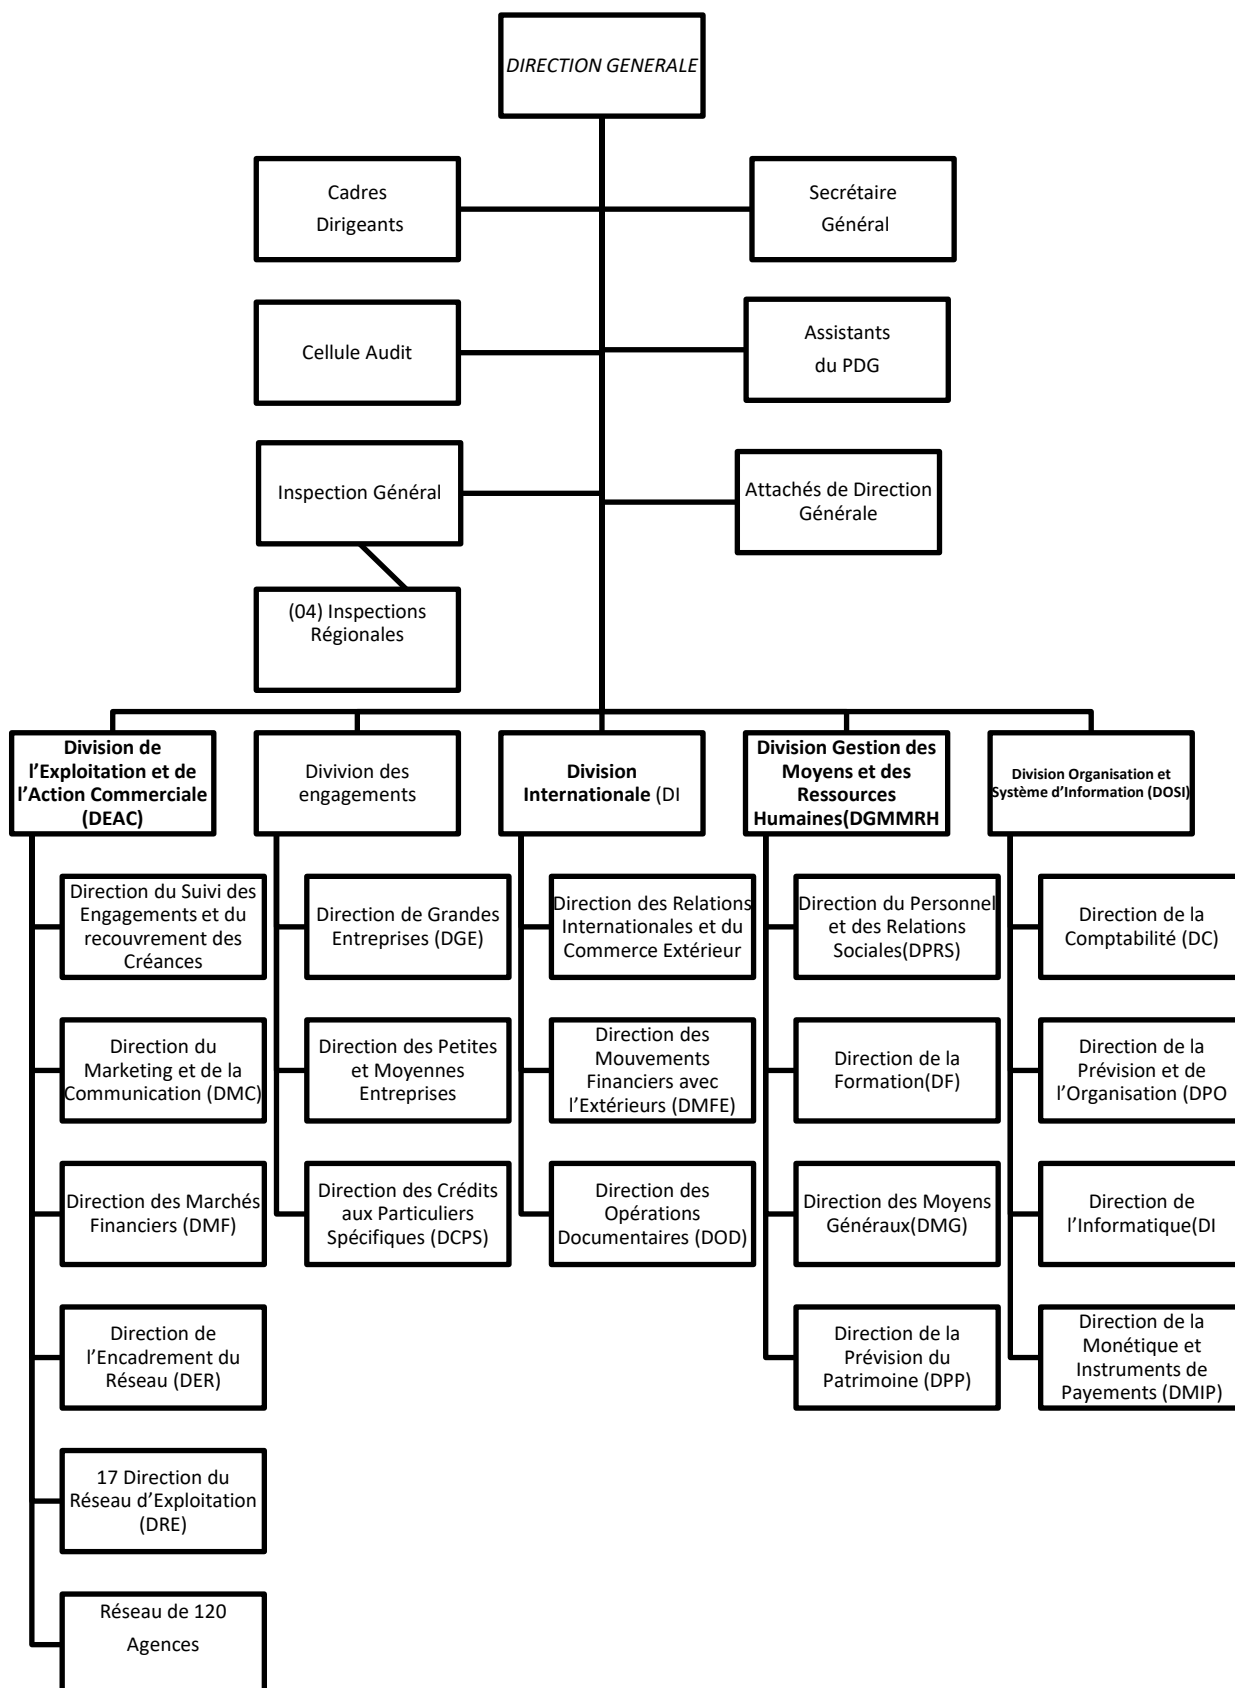 DIRECTION GENERALE
Cadres
Dirigeants
Secrétaire
Général
Cellule Audit
Assistants
du PDG
Inspection Général
Attachés de Direction
Générale
(04) Inspections
Régionales
Division de
l’Exploitation et de
l’Action Commerciale
(DEAC)
Divivion des
engagements
Division
Internationale (DI
Division Gestion des
Moyens et des
Ressources
Humaines(DGMMRH
Division Organisation et
Système d’Information (DOSI)
Direction du Suivi des
Engagements et du
recouvrement des
Créances
Direction de Grandes
Entreprises (DGE)
Direction des Relations
Internationales et du
Commerce Extérieur
Direction du Personnel
et des Relations
Sociales(DPRS)
Direction de la
Comptabilité (DC)
Direction du
Marketing et de la
Communication (DMC)
Direction des Petites
et Moyennes
Entreprises
Direction des
Mouvements
Financiers avec
l’Extérieurs (DMFE)
Direction de la
Formation(DF)
Direction de la
Prévision et de
l’Organisation (DPO
Direction des Marchés
Financiers (DMF)
Direction des Crédits
aux Particuliers
Spécifiques (DCPS)
Direction des
Opérations
Documentaires (DOD)
Direction des Moyens
Généraux(DMG)
Direction de
l’Informatique(DI
Direction de
l’Encadrement du
Réseau (DER)
Direction de la
Prévision du
Patrimoine (DPP)
Direction de la
Monétique et
Instruments de
Payements (DMIP)
17 Direction du
Réseau d’Exploitation
(DRE)
Réseau de 120
Agences